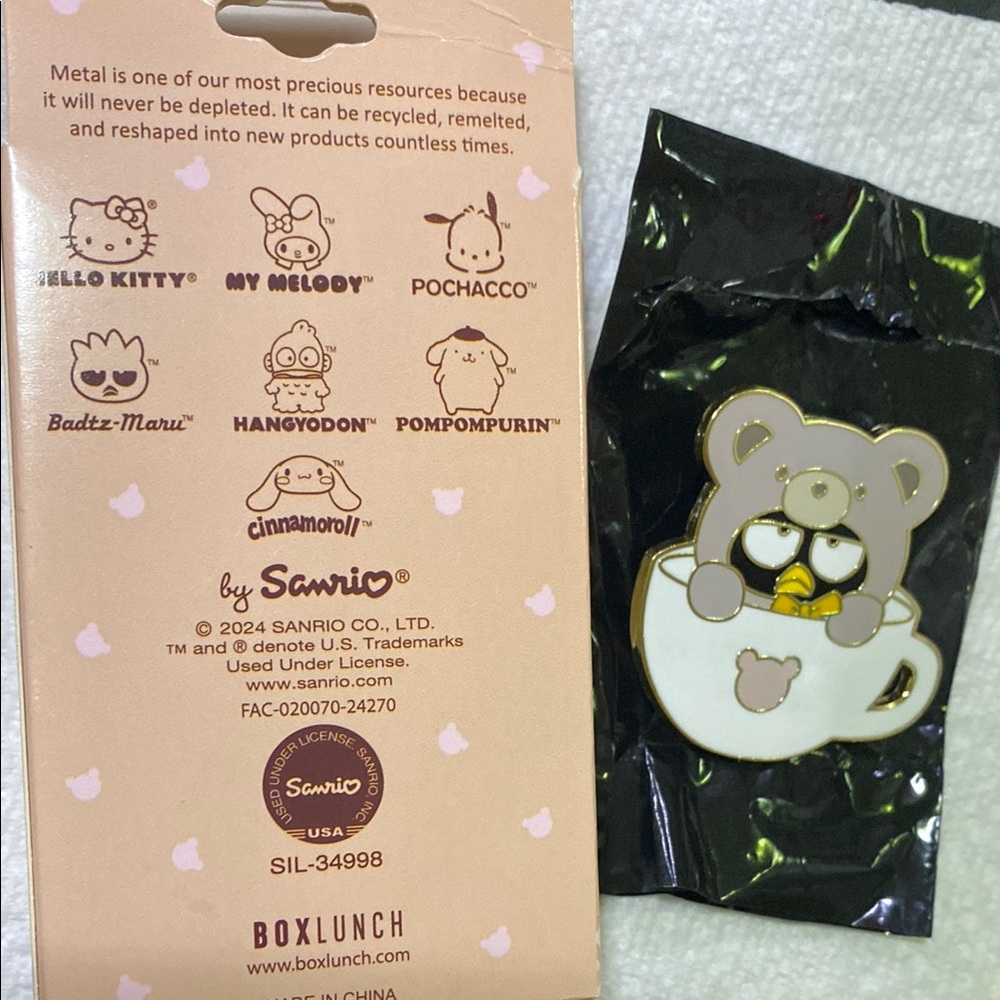 Metal is one of our most precious resources because
it will never be depleted. It can be recycled, remelted,
and reshaped into new products countless times.
HELLO KITTY®
MY MELODY™
POCHACCO™
Badtz-Maru™
HANGYODON™
POMPOMPURIN™
cinnamoroll™
by Sanrio®
© 2024 SANRIO CO., LTD.
TM and ® denote U.S. Trademarks
Used Under License.
www.sanrio.com
FAC-020070-24270
USED UNDER LICENSE. SANRIO, INC.
Sanrio
USA
SIL-34998
BOXLUNCH
www.boxlunch.com
MADE IN CHINA